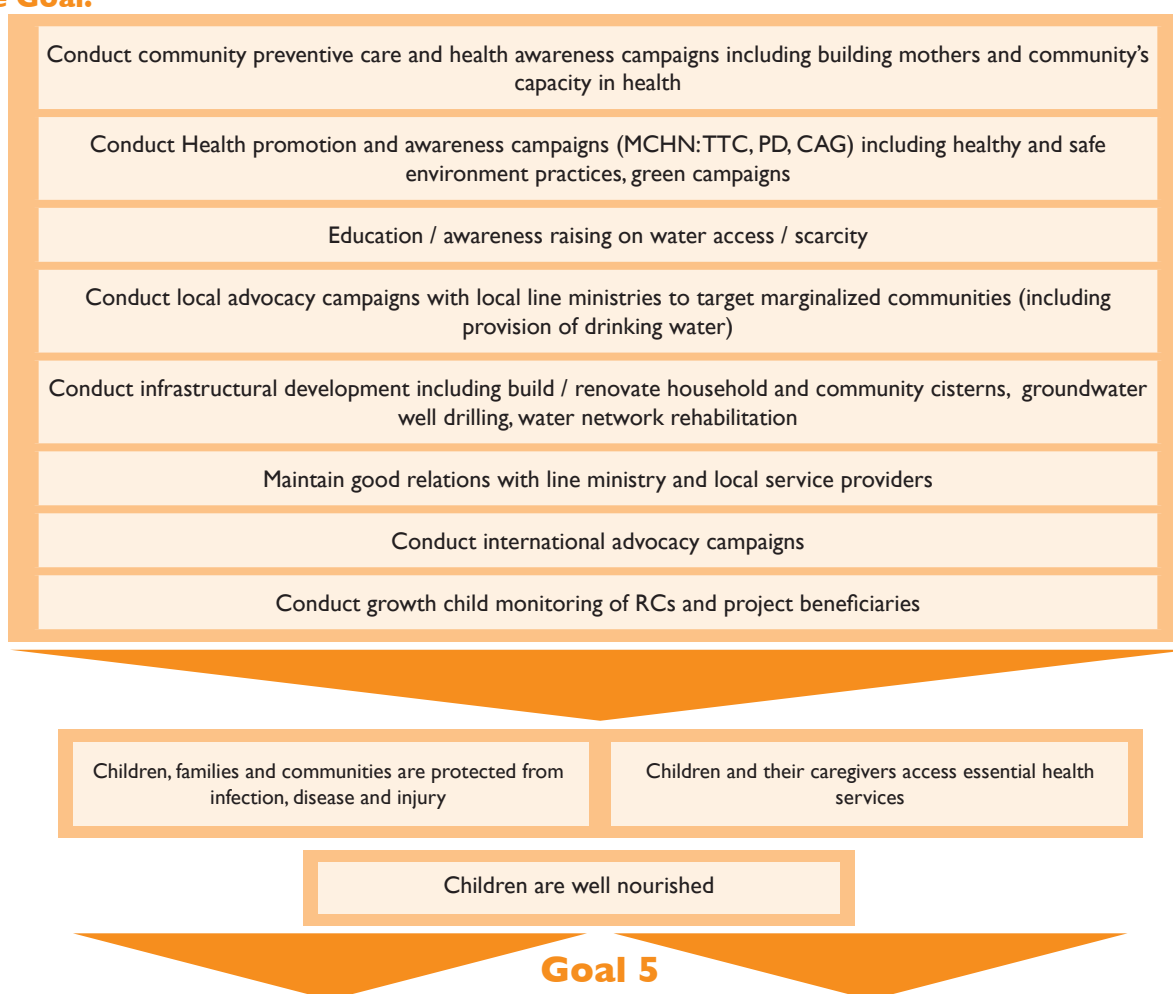 e Goal:
Conduct community preventive care and health awareness campaigns including building mothers and community's
capacity in health
Conduct Health promotion and awareness campaigns (MCHN: TTC, PD, CAG) including healthy and safe
environment practices, green campaigns
Education / awareness raising on water access / scarcity
Conduct local advocacy campaigns with local line ministries to target marginalized communities (including
provision of drinking water)
Conduct infrastructural development including build / renovate household and community cisterns, groundwater
well drilling, water network rehabilitation
Maintain good relations with line ministry and local service providers
Conduct international advocacy campaigns
Conduct growth child monitoring of RCs and project beneficiaries
Children, families and communities are protected from
infection, disease and injury
Children and their caregivers access essential health
services
Children are well nourished
Goal 5